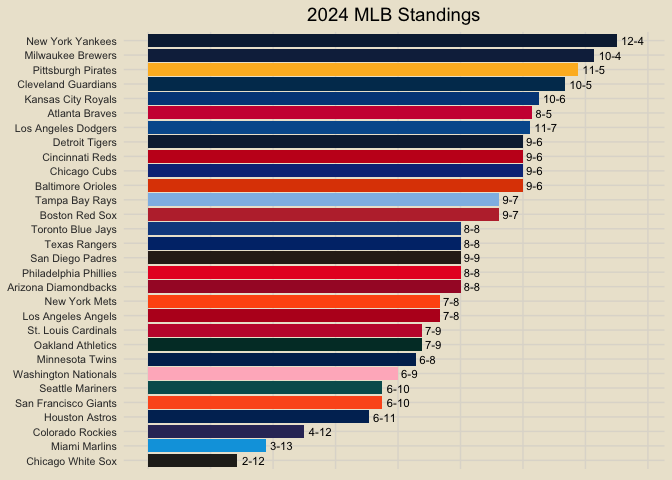 2024 MLB Standings
New York Yankees 12-4
Milwaukee Brewers 10-4
Pittsburgh Pirates 11-5
Cleveland Guardians 10-5
Kansas City Royals 10-6
Atlanta Braves 8-5
Los Angeles Dodgers 11-7
Detroit Tigers 9-6
Cincinnati Reds 9-6
Chicago Cubs 9-6
Baltimore Orioles 9-6
Tampa Bay Rays 9-7
Boston Red Sox 9-7
Toronto Blue Jays 8-8
Texas Rangers 8-8
San Diego Padres 9-9
Philadelphia Phillies 8-8
Arizona Diamondbacks 8-8
New York Mets 7-8
Los Angeles Angels 7-8
St. Louis Cardinals 7-9
Oakland Athletics 7-9
Minnesota Twins 6-8
Washington Nationals 6-9
Seattle Mariners 6-10
San Francisco Giants 6-10
Houston Astros 6-11
Colorado Rockies 4-12
Miami Marlins 3-13
Chicago White Sox 2-12